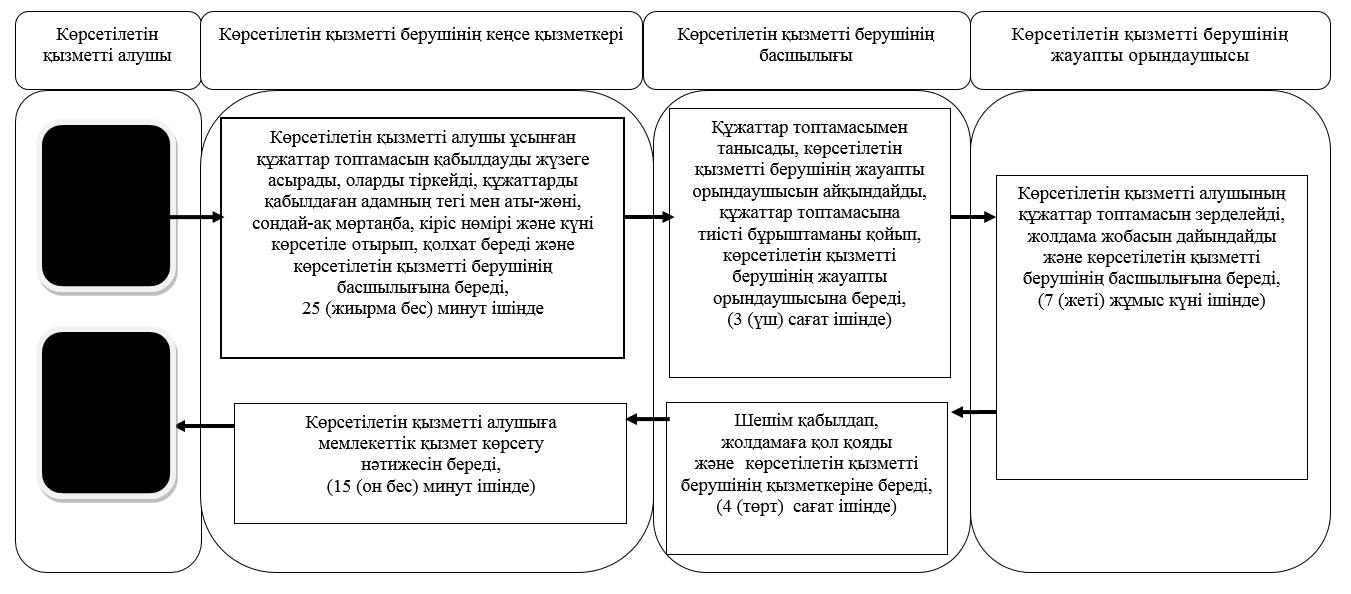 Көрсетілетін
қызметті алушы
Көрсетілетін қызметті берушінің кеңсе қызметкері
Көрсетілетін қызметті берушінің
басшылығы
Көрсетілетін қызметті берушінің
жауапты орындаушысы
Көрсетілетін қызметті алушы ұсынған
құжаттар топтамасын қабылдауды жүзеге
асырады, оларды тіркейді, құжаттарды
қабылдаған адамның тегі мен аты-жөні,
сондай-ақ мөртаңба, кіріс нөмірі және күні
көрсетіле отырып, қолхат береді және
көрсетілетін қызметті берушінің
басшылығына береді,
25 (жиырма бес) минут ішінде
Құжаттар топтамасымен
танысады, көрсетілетін
қызметті берушінің жауапты
орындаушысын айқындайды,
құжаттар топтамасына
тиісті бұрыштаманы қойып,
көрсетілетін қызметті
берушінің жауапты
орындаушысына береді,
(3 (үш) сағат ішінде)
Көрсетілетін қызметті алушының
құжаттар топтамасын зерделейді,
жолдама жобасын дайындайды
және көрсетілетін қызметті
берушінің басшылығына береді,
(7 (жеті) жұмыс күні ішінде)
Көрсетілетін қызметті алушыға
мемлекеттік қызмет көрсету
нәтижесін береді,
(15 (он бес) минут ішінде)
Шешім қабылдап,
жолдамаға қол қояды
және көрсетілетін қызметті
берушінің қызметкеріне береді,
(4 (төрт) сағат ішінде)